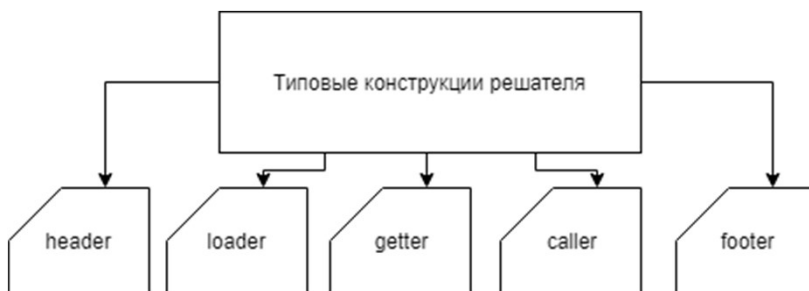 Типовые конструкции решателя
header
loader
getter
caller
footer